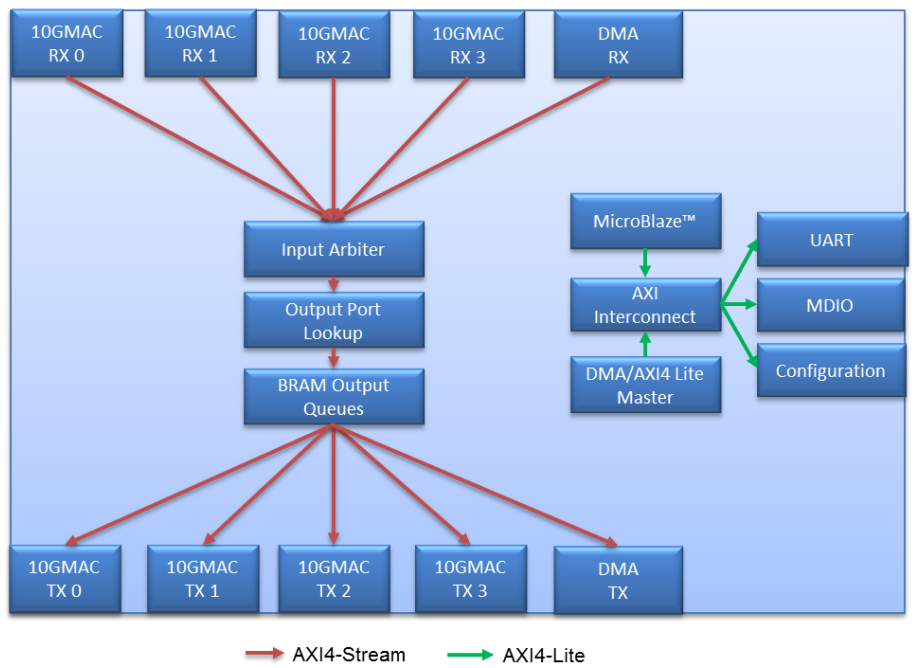 10GMAC
RX 0
10GMAC
RX 1
10GMAC
RX 2
10GMAC
RX 3
DMA
RX
Input Arbiter
Output Port
Lookup
BRAM Output
Queues
MicroBlaze™
AXI
Interconnect
DMA/AXI4 Lite
Master
UART
MDIO
Configuration
10GMAC
TX 0
10GMAC
TX 1
10GMAC
TX 2
10GMAC
TX 3
DMA
TX
AXI4-Stream
AXI4-Lite